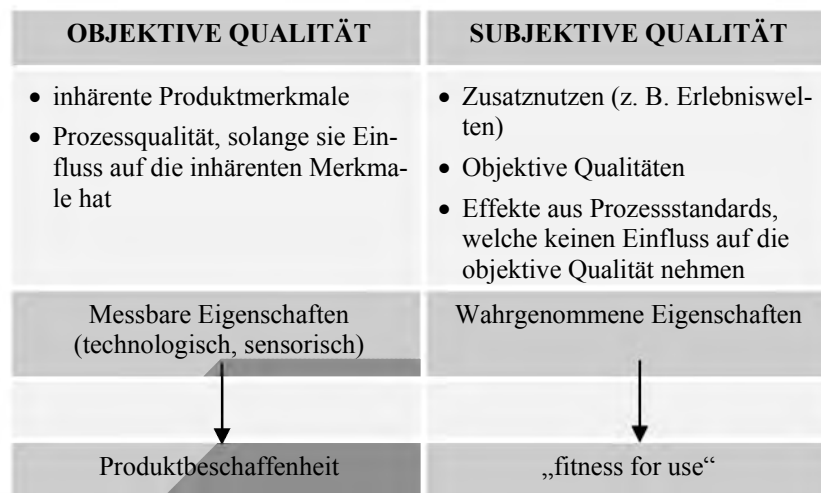 OBJEKTIVE QUALITÄT
• inhärente Produktmerkmale
• Prozessqualität, solange sie Ein-
fluss auf die inhärenten Merkma-
le hat
Messbare Eigenschaften
(technologisch, sensorisch)
Produktbeschaffenheit
SUBJEKTIVE QUALITÄT
• Zusatznutzen (z. B. Erlebniswel-
ten)
• Objektive Qualitäten
• Effekte aus Prozessstandards,
welche keinen Einfluss auf die
objektive Qualität nehmen
Wahrgenommene Eigenschaften
„fitness for use“